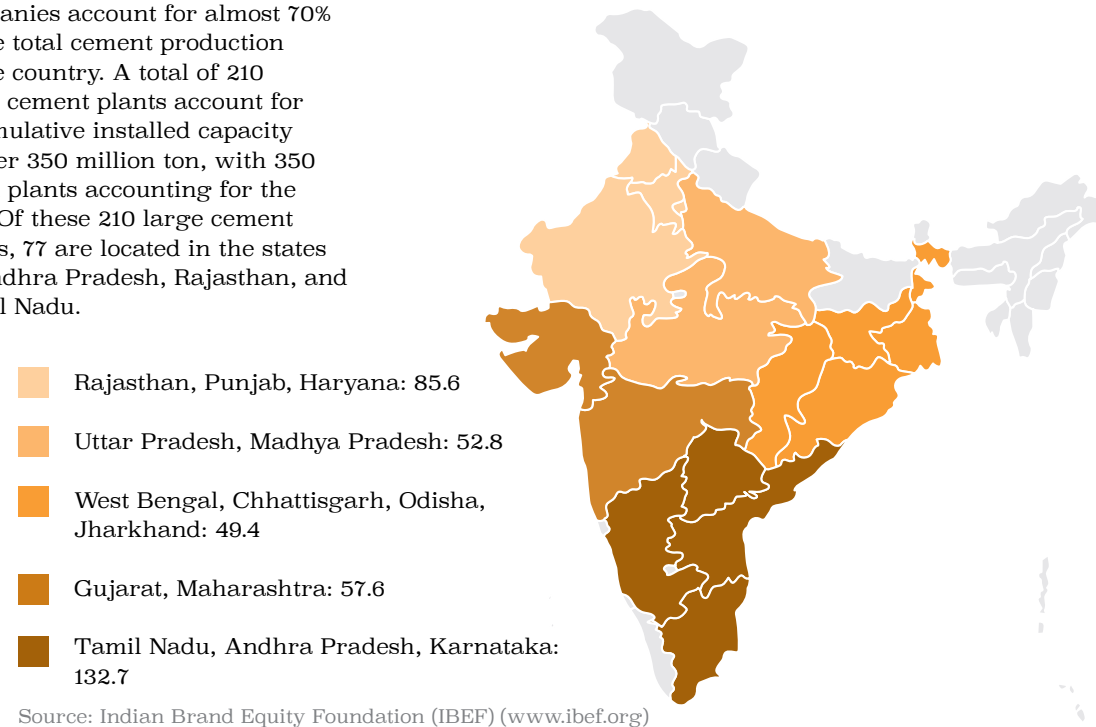 anies account for almost 70%
e total cement production
e country. A total of 210
cement plants account for
mulative installed capacity
er 350 million ton, with 350
plants accounting for the
Of these 210 large cement
s, 77 are located in the states
ndhra Pradesh, Rajasthan, and
l Nadu.
Rajasthan, Punjab, Haryana: 85.6
Uttar Pradesh, Madhya Pradesh: 52.8
West Bengal, Chhattisgarh, Odisha,
Jharkhand: 49.4
Gujarat, Maharashtra: 57.6
Tamil Nadu, Andhra Pradesh, Karnataka:
132.7
Source: Indian Brand Equity Foundation (IBEF) (www.ibef.org)